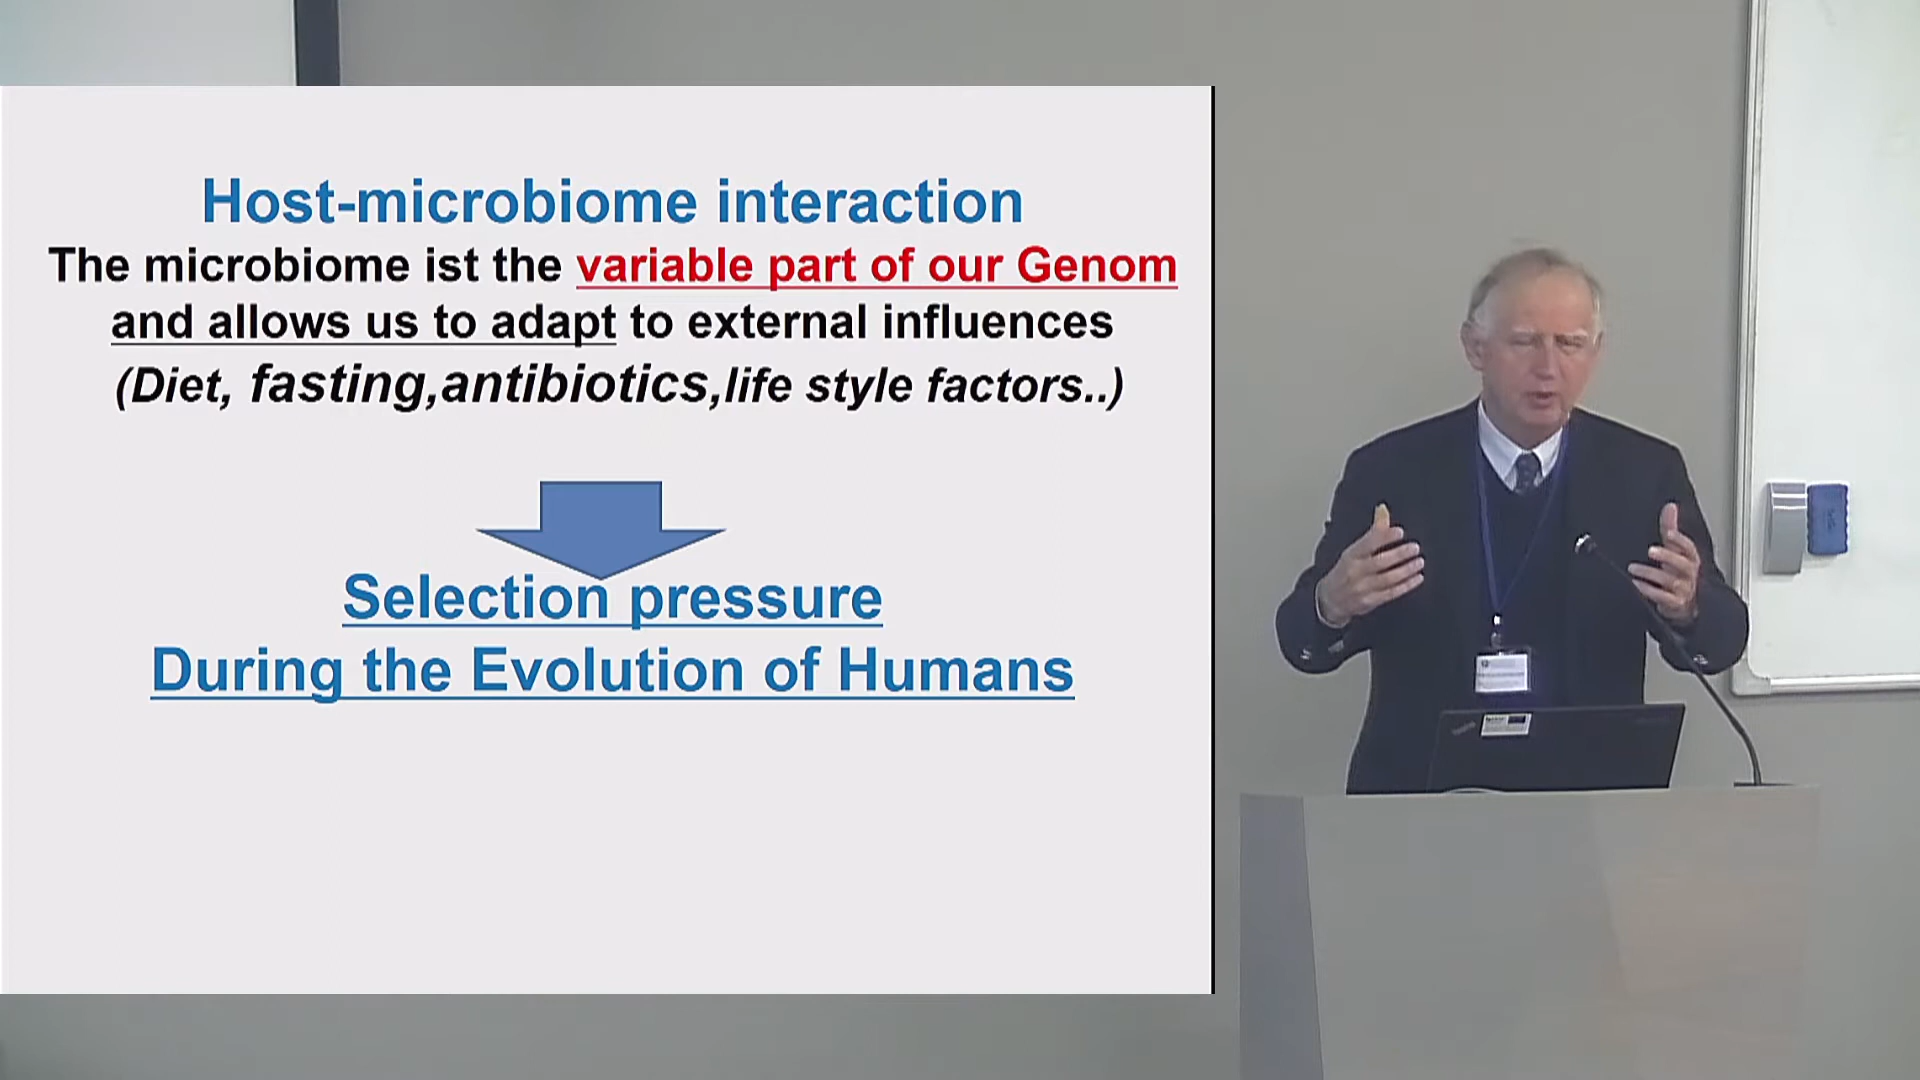 Host-microbiome interaction
The microbiome ist the variable part of our Genom
and allows us to adapt to external influences
(Diet, fasting,antibiotics,life style factors..)
Selection pressure
During the Evolution of Humans